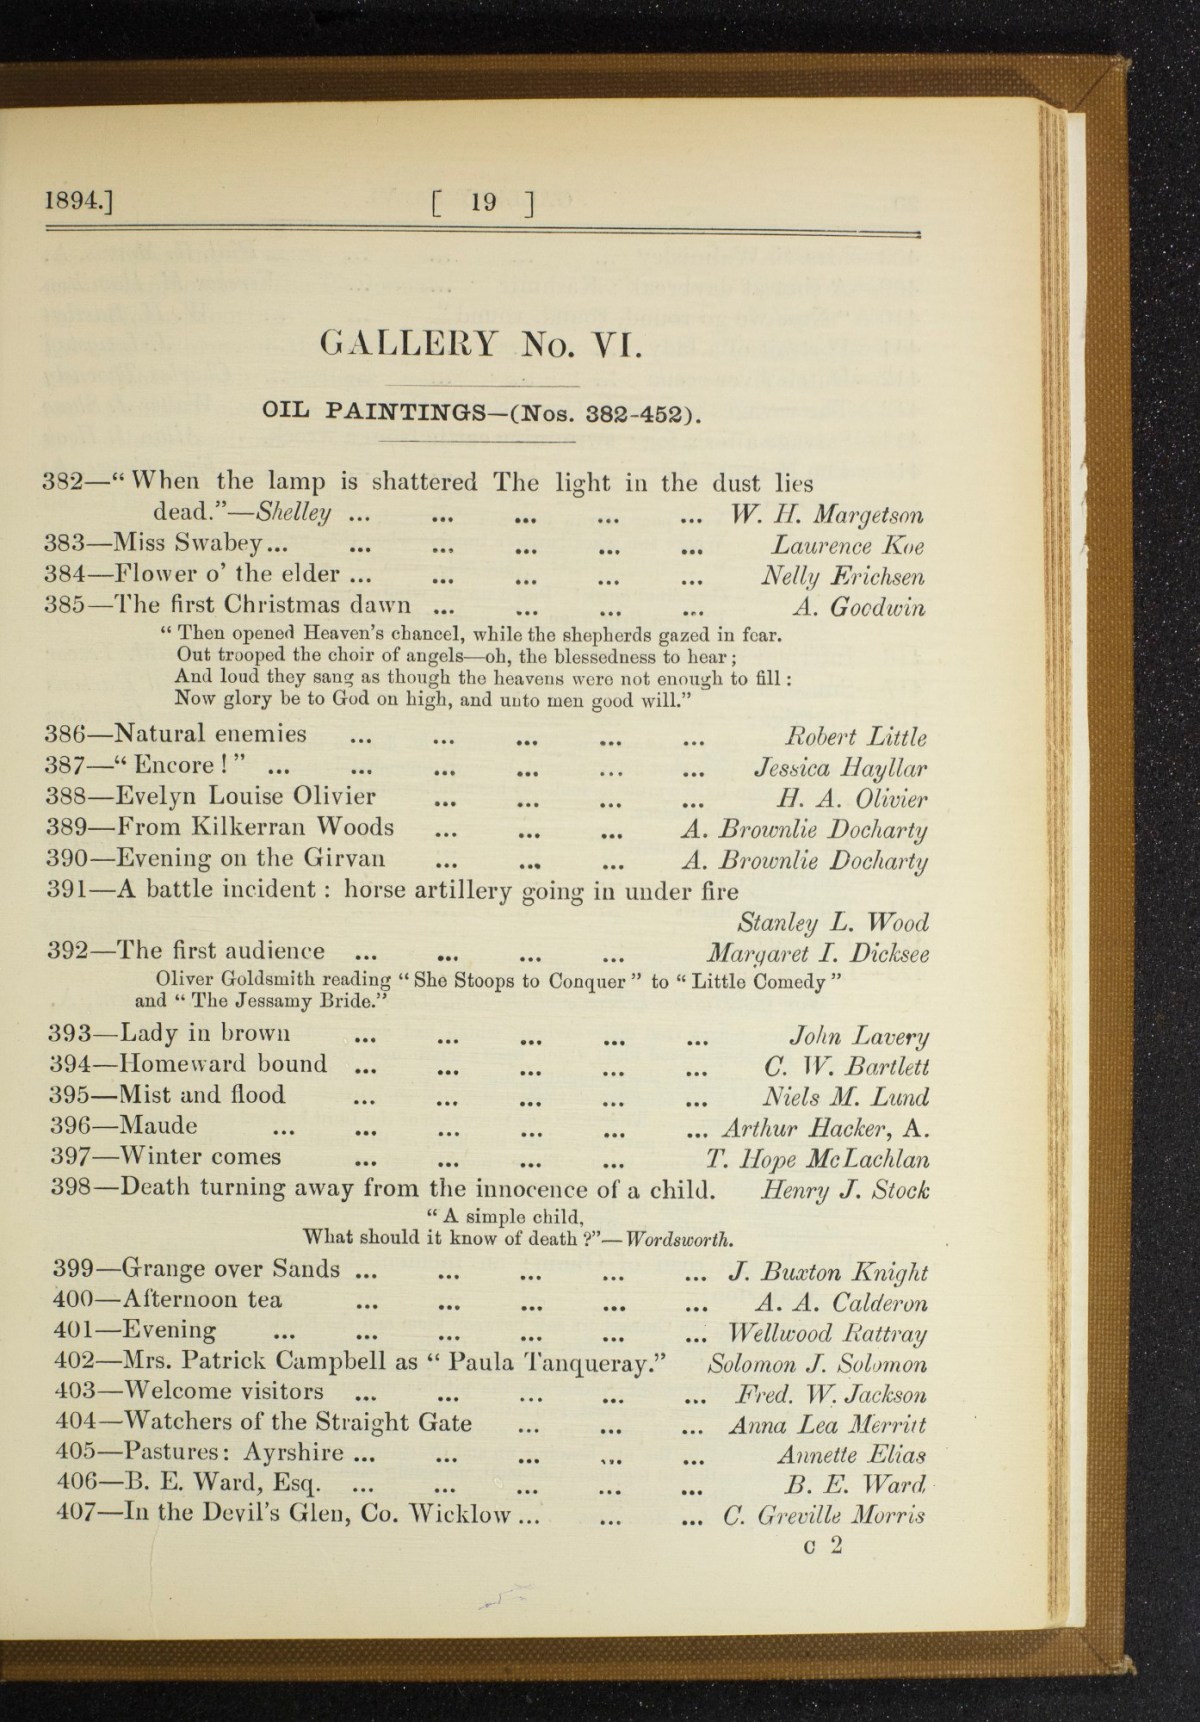 1894.] [ 19 ]
GALLERY No. VI.
OIL PAINTINGS—(Nos. 382-452).
382—“When the lamp is shattered The light in the dust lies
dead.”—Shelley ... ... ... ... ... W. H. Margetson
383—Miss Swabey... ... ... ... ... ... Laurence Koe
384—Flower o’ the elder ... ... ... ... ... Nelly Erichsen
385—The first Christmas dawn ... ... ... ... A. Goodwin
“Then opened Heaven’s chancel, while the shepherds gazed in fear.
Out trooped the choir of angels—oh, the blessedness to hear;
And loud they sang as though the heavens were not enough to fill:
Now glory be to God on high, and unto men good will.”
386—Natural enemies ... ... ... ... ... Robert Little
387—“Encore!” ... ... ... ... ... ... Jessica Hayllar
388—Evelyn Louise Olivier ... ... ... ... H. A. Olivier
389—From Kilkerran Woods ... ... ... A. Brownlie Docharty
390—Evening on the Girvan ... ... ... A. Brownlie Docharty
391—A battle incident: horse artillery going in under fire
Stanley L. Wood
392—The first audience ... ... ... ... Margaret I. Dicksee
Oliver Goldsmith reading “She Stoops to Conquer” to “Little Comedy”
and “The Jessamy Bride.”
393—Lady in brown ... ... ... ... ... John Lavery
394—Homeward bound ... ... ... ... ... C. W. Bartlett
395—Mist and flood ... ... ... ... ... Niels M. Lund
396—Maude ... ... ... ... ... ... Arthur Hacker, A.
397—Winter comes ... ... ... ... T. Hope McLachlan
398—Death turning away from the innocence of a child. Henry J. Stock
“A simple child,
What should it know of death?”—Wordsworth.
399—Grange over Sands ... ... ... ... ... J. Buxton Knight
400—Afternoon tea ... ... ... ... ... A. A. Calderon
401—Evening ... ... ... ... ... ... Wellwood Rattray
402—Mrs. Patrick Campbell as “Paula Tanqueray.” Solomon J. Solomon
403—Welcome visitors ... ... ... ... ... Fred. W. Jackson
404—Watchers of the Straight Gate ... ... ... Anna Lea Merritt
405—Pastures: Ayrshire ... ... ... ... ... Annette Elias
406—B. E. Ward, Esq. ... ... ... ... ... B. E. Ward
407—In the Devil’s Glen, Co. Wicklow ... ... ... C. Greville Morris
C 2